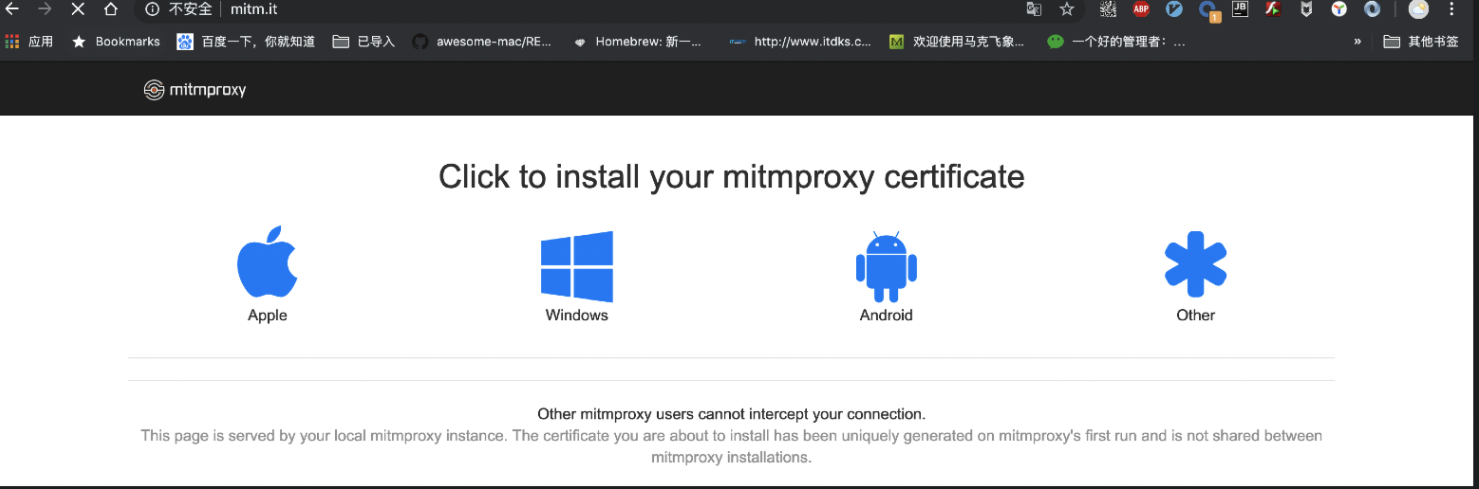 不安全 mitm.it
应用 Bookmarks 百度一下，你就知道 已导入 awesome-mac/RE... Homebrew: 新一... http://www.itdks.c... 欢迎使用马克飞象... 一个好的管理者：... » 其他书签
mitmproxy
Click to install your mitmproxy certificate
Apple Windows Android Other
Other mitmproxy users cannot intercept your connection.
This page is served by your local mitmproxy instance. The certificate you are about to install has been uniquely generated on mitmproxy's first run and is not shared between
mitmproxy installations.